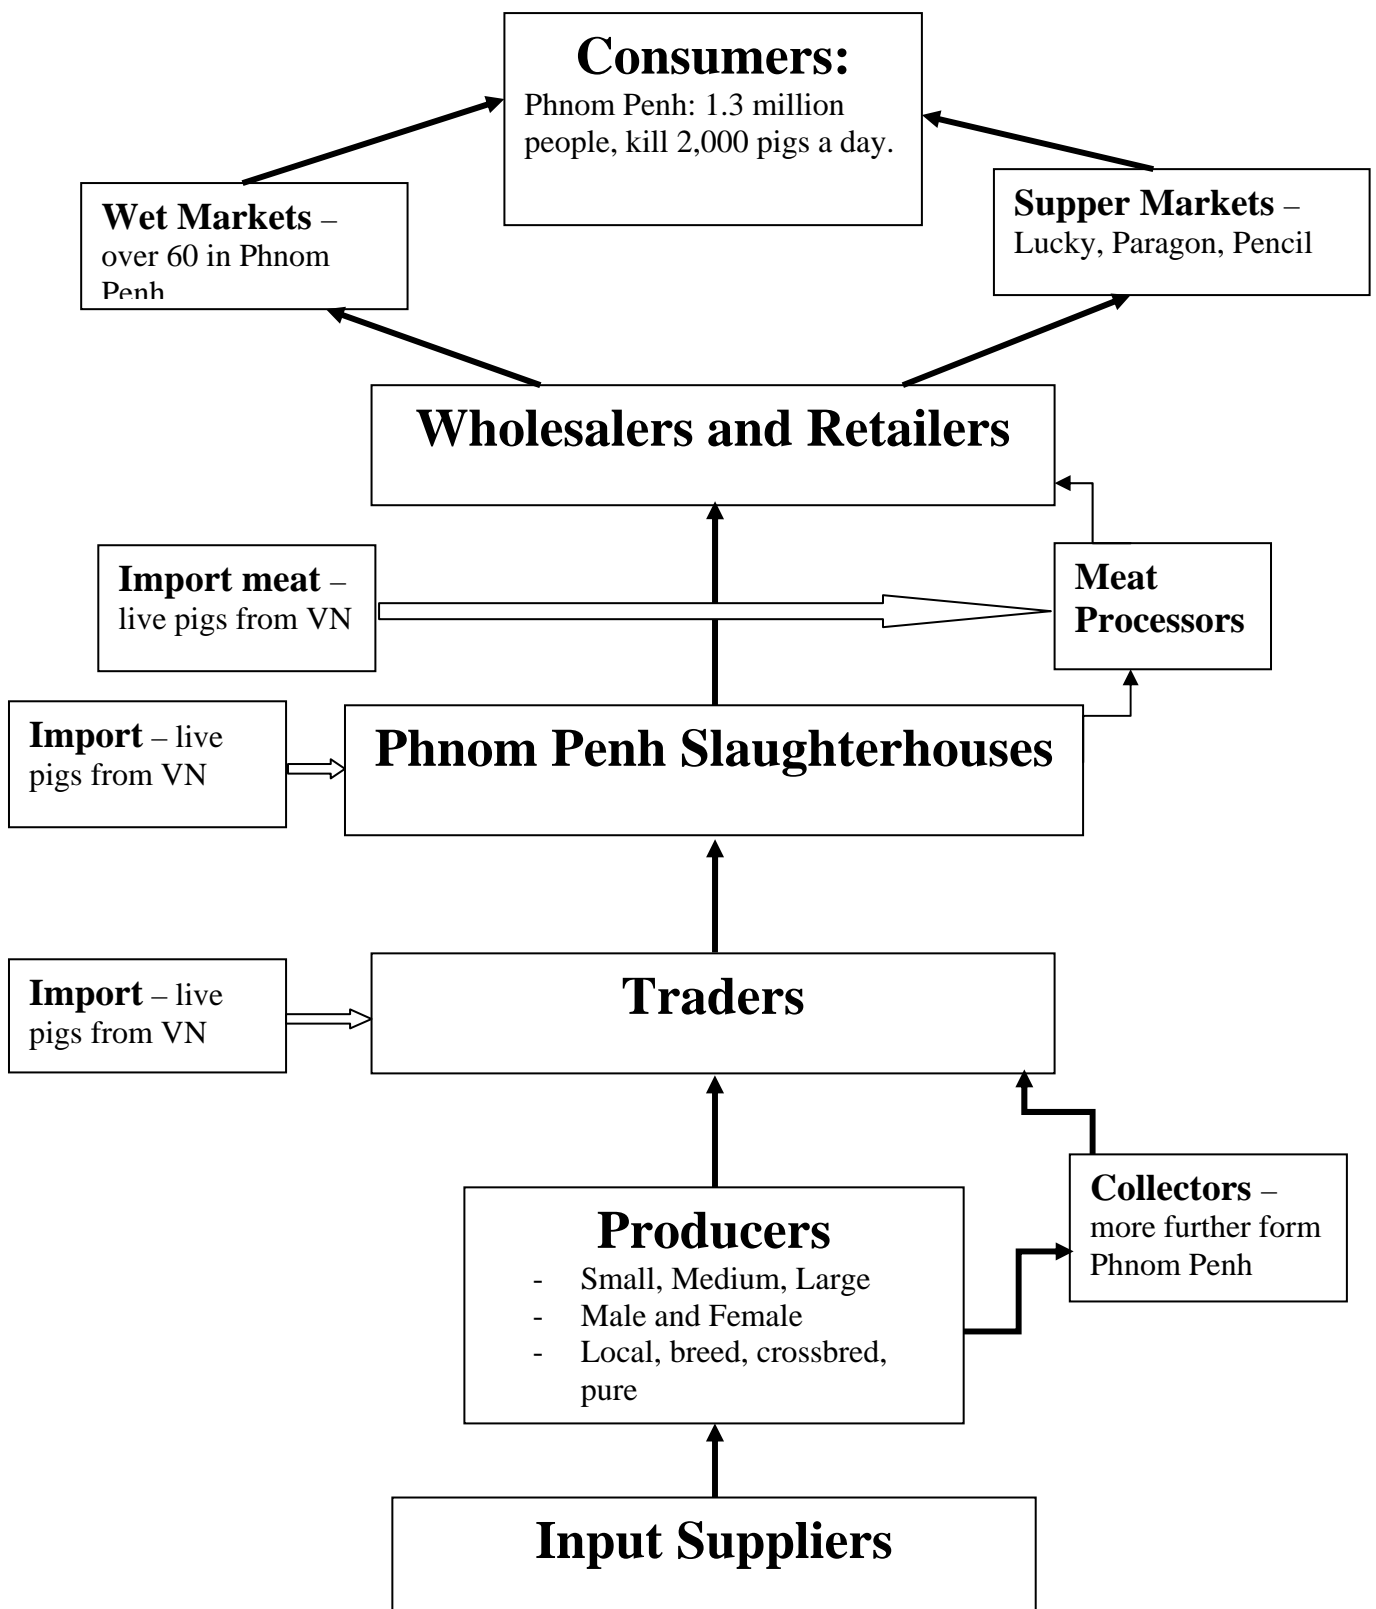 Consumers:
Phnom Penh: 1.3 million
people, kill 2,000 pigs a day.
Wet Markets –
over 60 in Phnom
Penh
Supper Markets –
Lucky, Paragon, Pencil
Wholesalers and Retailers
Import meat –
live pigs from VN
Meat
Processors
Import – live
pigs from VN
Phnom Penh Slaughterhouses
Import – live
pigs from VN
Traders
Collectors –
more further form
Phnom Penh
Producers
- Small, Medium, Large
- Male and Female
- Local, breed, crossbred,
pure
Input Suppliers